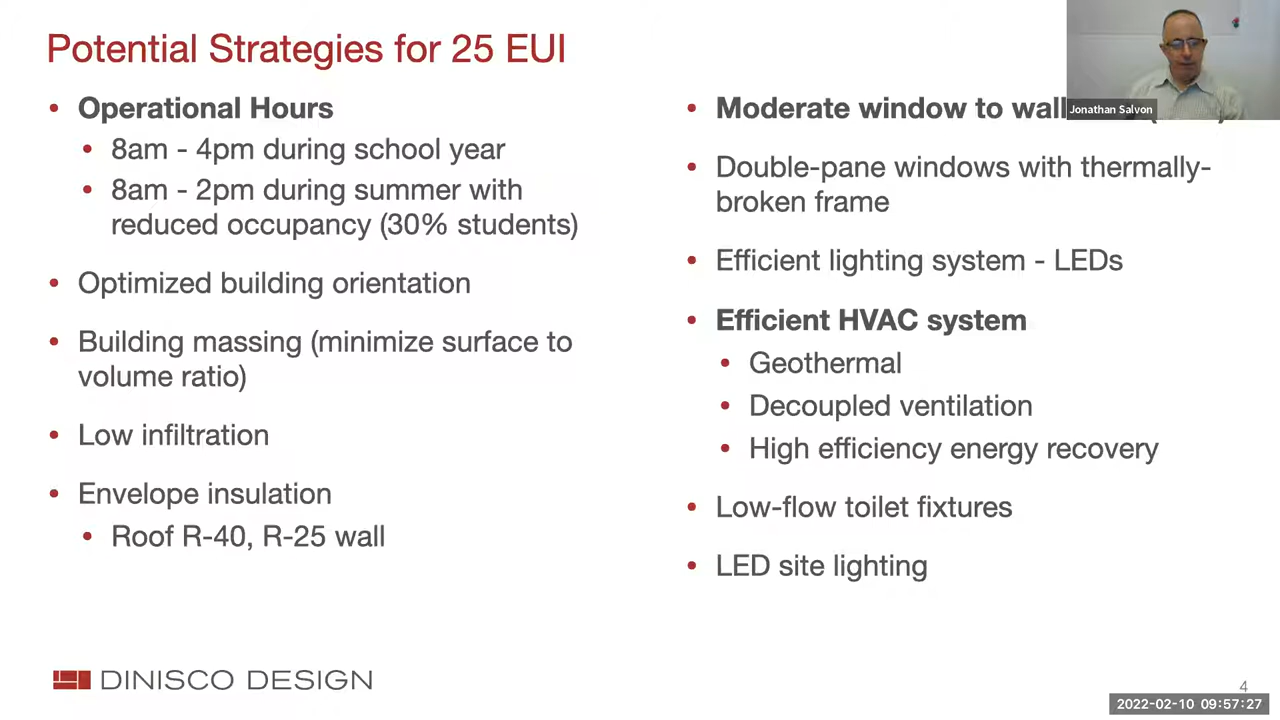 Potential Strategies for 25 EUI
• Operational Hours
• 8am - 4pm during school year
• 8am - 2pm during summer with
reduced occupancy (30% students)
• Optimized building orientation
• Building massing (minimize surface to
volume ratio)
• Low infiltration
• Envelope insulation
• Roof R-40, R-25 wall
• Moderate window to wall
• Double-pane windows with thermally-
broken frame
• Efficient lighting system - LEDs
• Efficient HVAC system
• Geothermal
• Decoupled ventilation
• High efficiency energy recovery
• Low-flow toilet fixtures
• LED site lighting
Jonathan Salvon
DINISCO DESIGN
4
2022-02-10 09:57:27